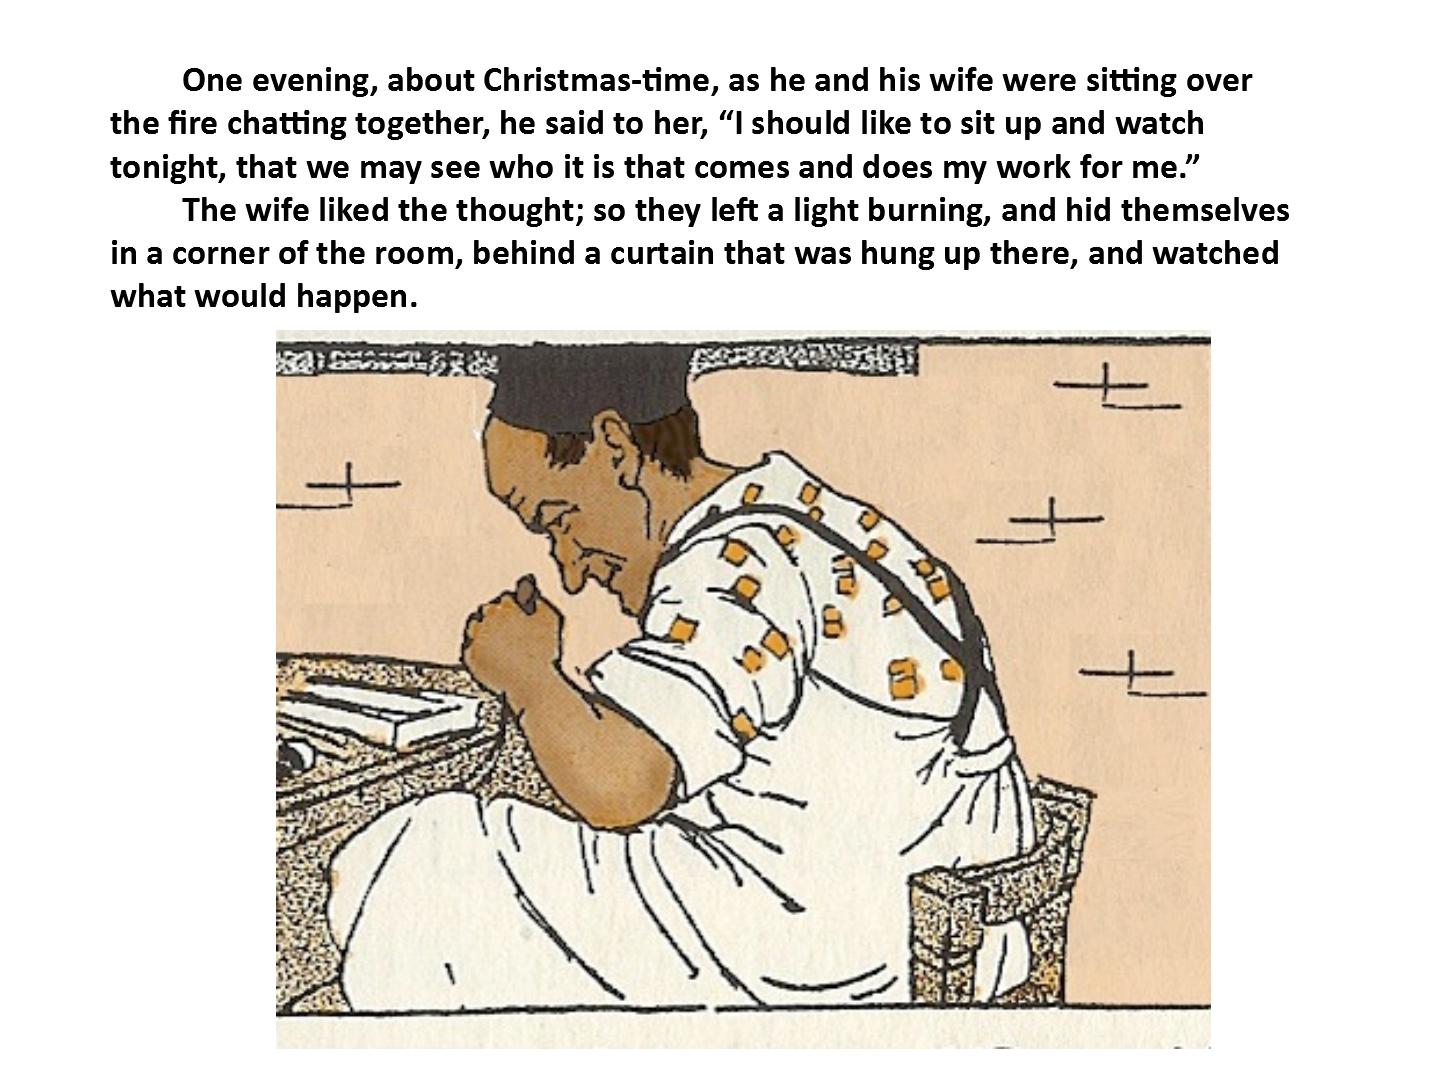 One evening, about Christmas-time, as he and his wife were sitting over
the fire chatting together, he said to her, “I should like to sit up and watch
tonight, that we may see who it is that comes and does my work for me.”
The wife liked the thought; so they left a light burning, and hid themselves
in a corner of the room, behind a curtain that was hung up there, and watched
what would happen.